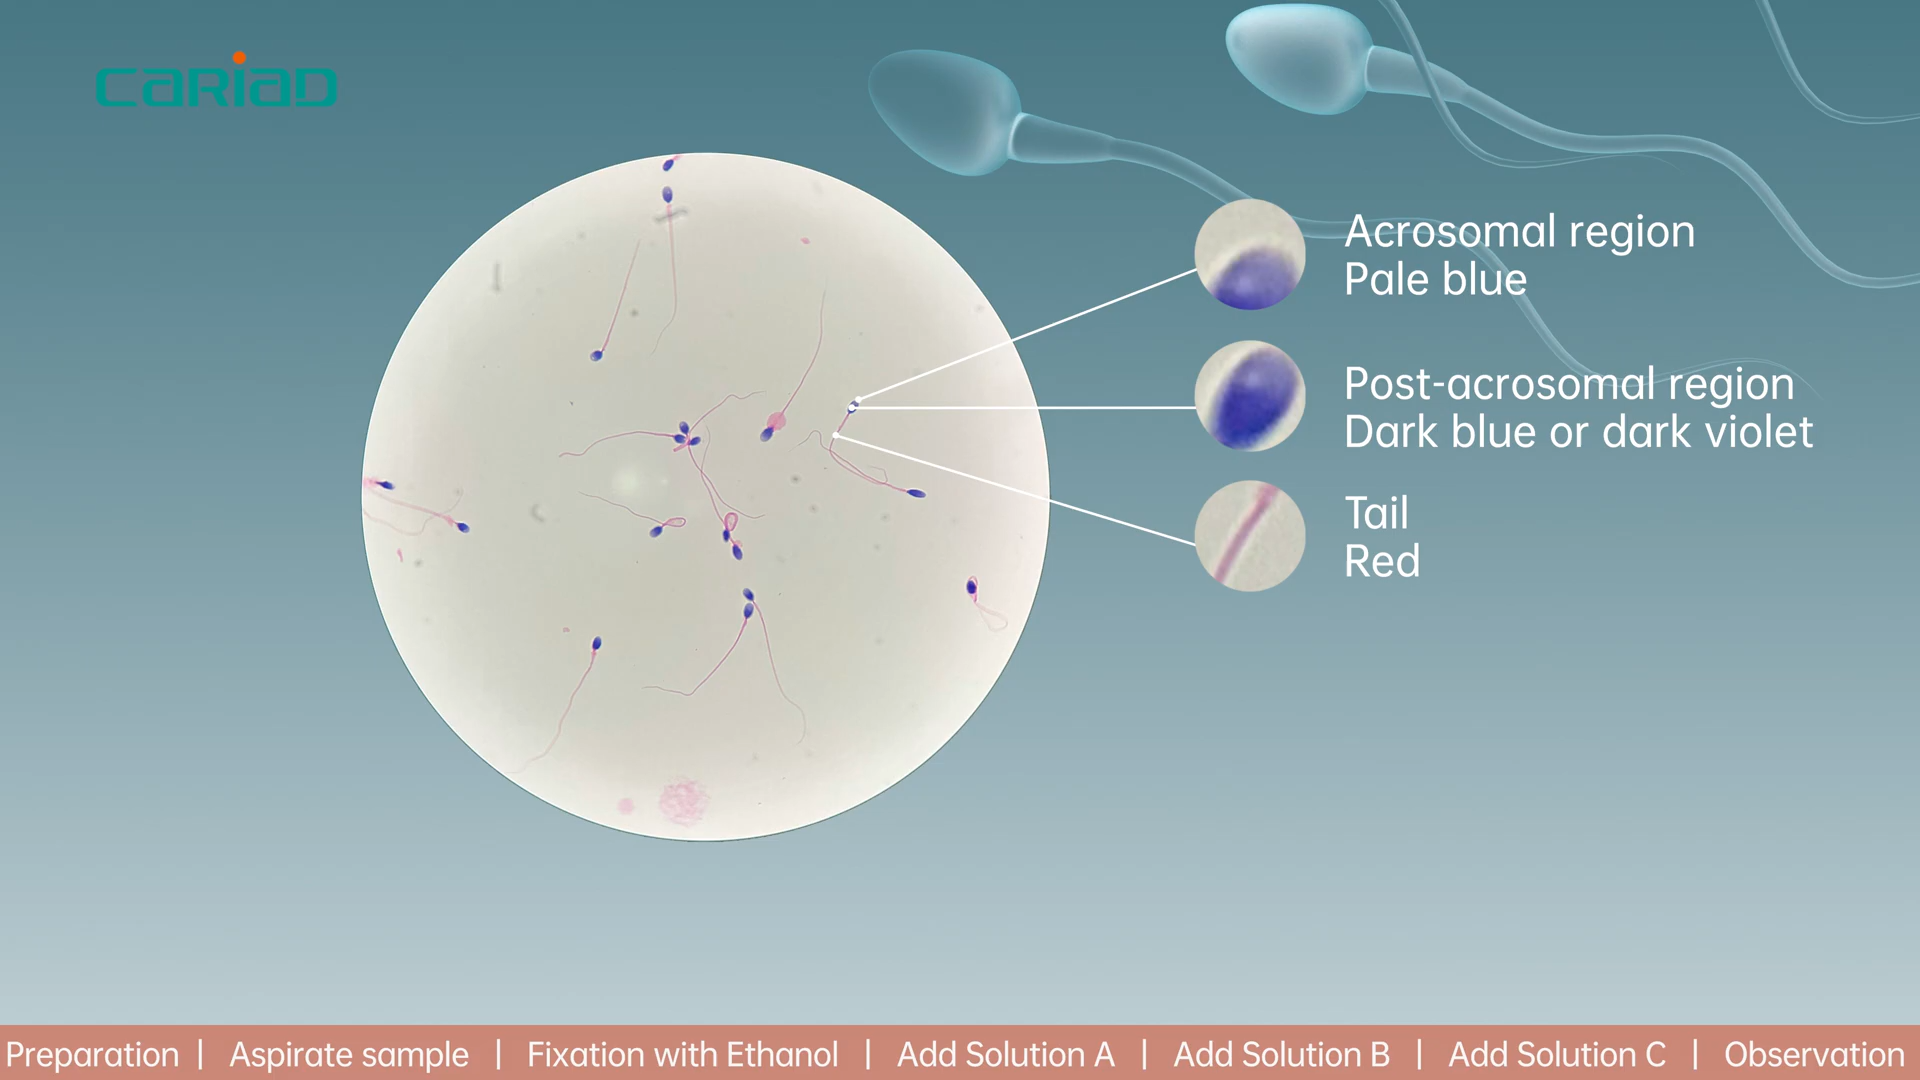 CARiAD
Acrosomal region
Pale blue
Post-acrosomal region
Dark blue or dark violet
Tail
Red
Preparation | Aspirate sample | Fixation with Ethanol | Add Solution A | Add Solution B | Add Solution C | Observation